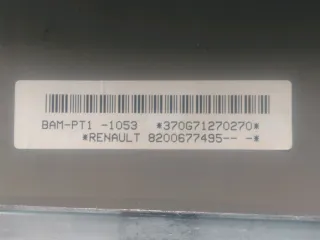 BAM-PT1 -1053 *370G71270270*
*RENAULT 8200677495-- -*